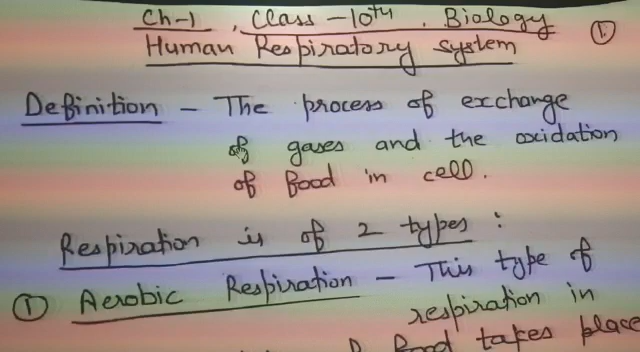 Ch-1, Class-10th, Biology
Human Respiratory system ①
Definition - The process of exchange
of gases and the oxidation
of food in cell.
Respiration is of 2 types:
① Aerobic Respiration - This type of
respiration in
food takes place